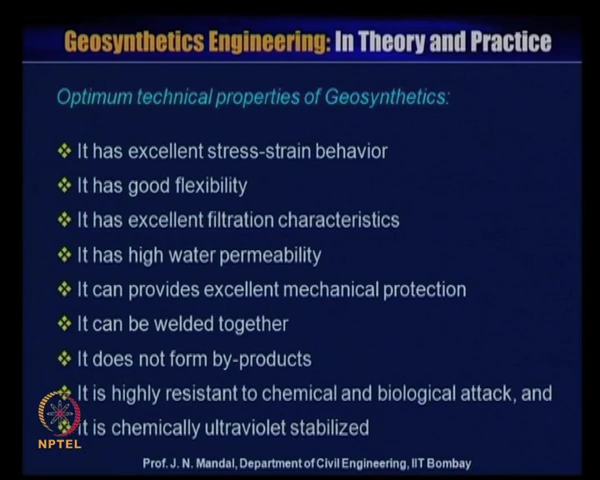 Geosynthetics Engineering: In Theory and Practice
Optimum technical properties of Geosynthetics:
It has excellent stress-strain behavior
It has good flexibility
It has excellent filtration characteristics
It has high water permeability
It can provides excellent mechanical protection
It can be welded together
It does not form by-products
It is highly resistant to chemical and biological attack, and
It is chemically ultraviolet stabilized
NPTEL
Prof. J. N. Mandal, Department of Civil Engineering, IIT Bombay